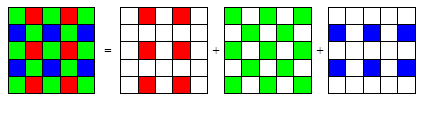 = + +